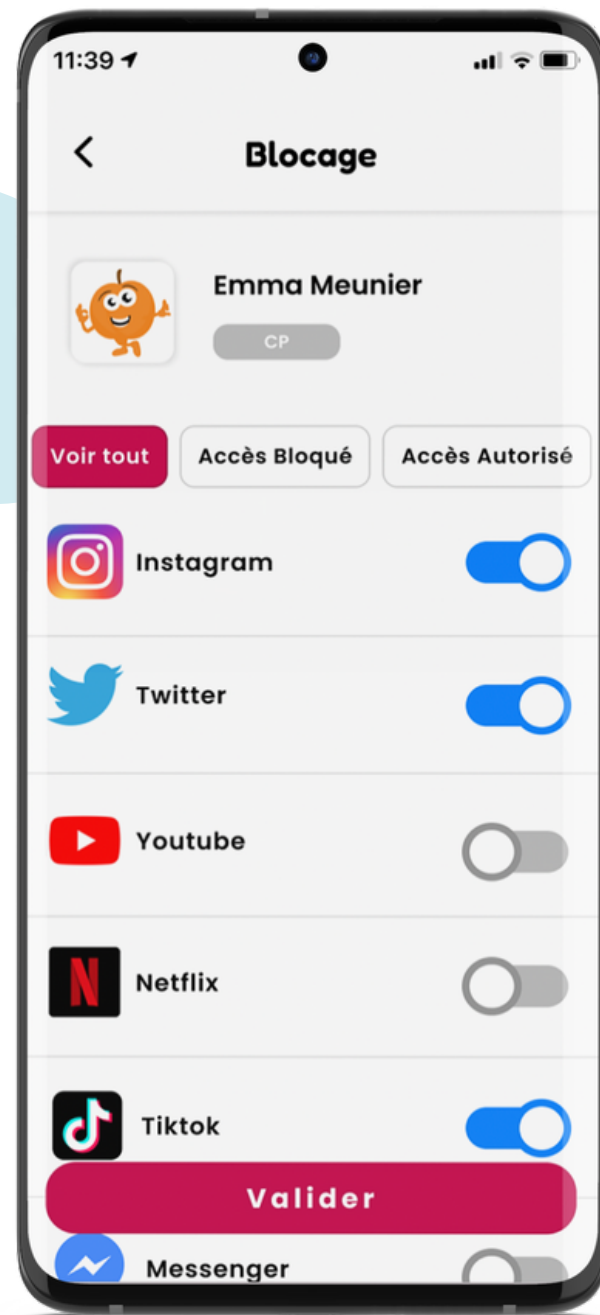 11:39
Blocage
Emma Meunier
CP
Voir tout
Accès Bloqué
Accès Autorisé
Instagram
Twitter
Youtube
Netflix
Tiktok
Valider
Messenger